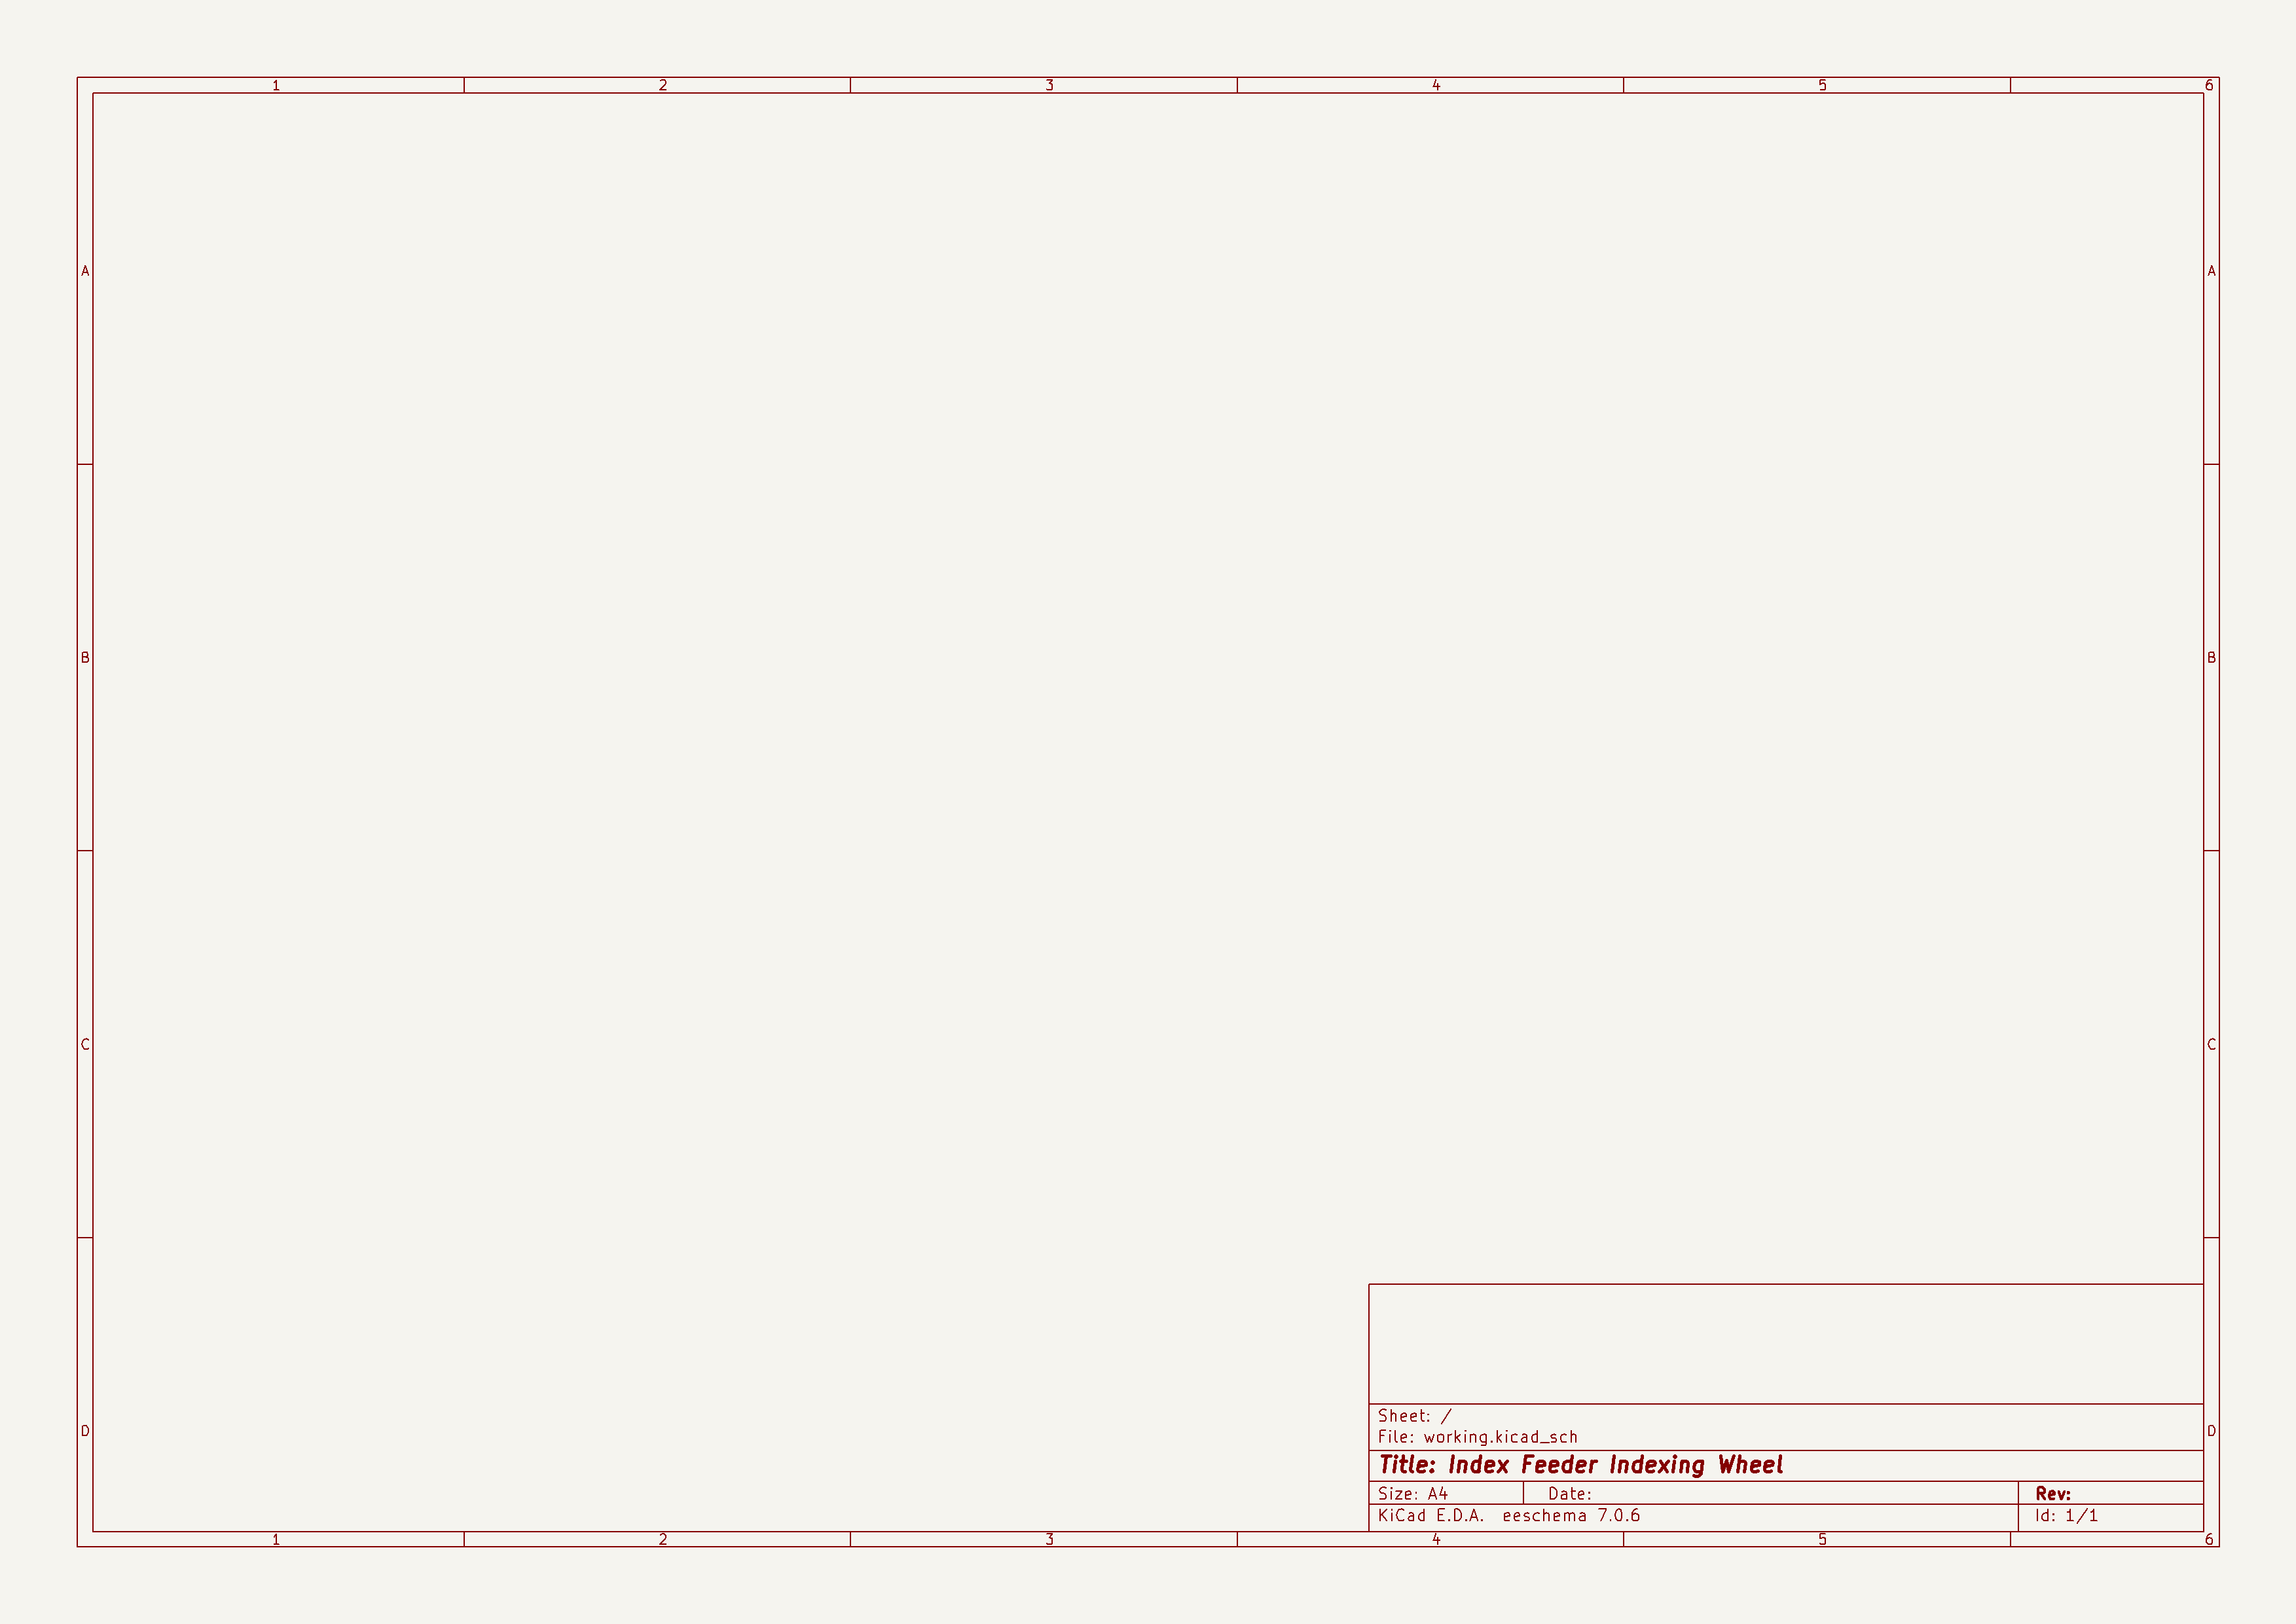 1 2 3 4 5 6
A A
B B
C C
D D
Sheet: /
File: working.kicad_sch
Title: Index Feeder Indexing Wheel
Size: A4 Date: Rev:
KiCad E.D.A. eeschema 7.0.6 Id: 1/1
1 2 3 4 5 6